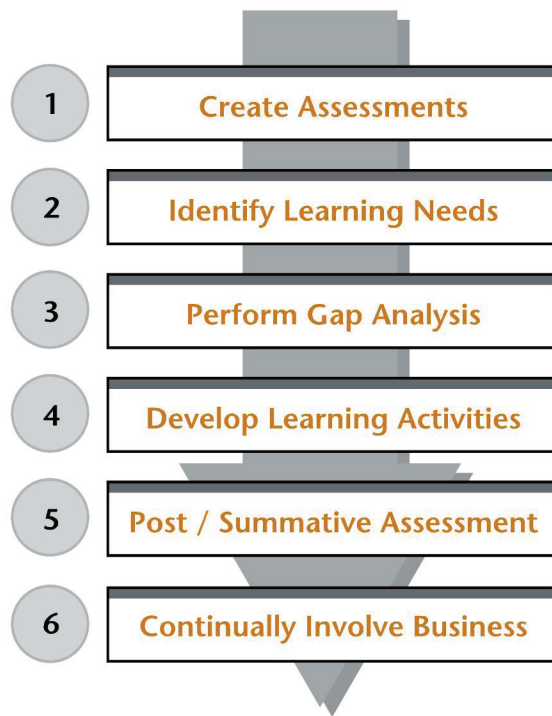 1 Create Assessments
2 Identify Learning Needs
3 Perform Gap Analysis
4 Develop Learning Activities
5 Post / Summative Assessment
6 Continually Involve Business